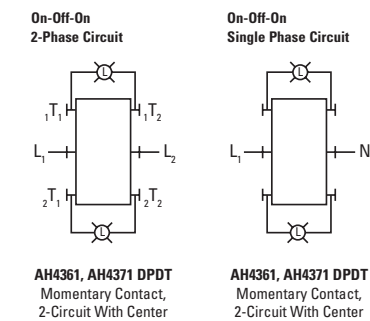 On-Off-On
2-Phase Circuit
L
₁T₁ ₁T₂
L₁ L₂
₂T₁ ₂T₂
L
AH4361, AH4371 DPDT
Momentary Contact,
2-Circuit With Center
On-Off-On
Single Phase Circuit
L
L₁ N
L
AH4361, AH4371 DPDT
Momentary Contact,
2-Circuit With Center